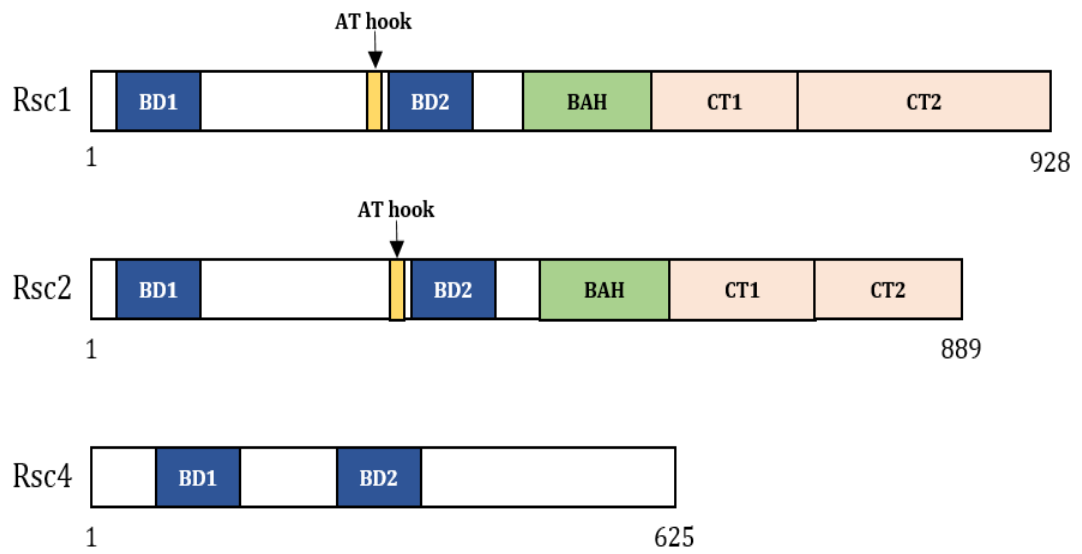 AT hook
Rsc1 BD1 BD2 BAH CT1 CT2
1 928
AT hook
Rsc2 BD1 BD2 BAH CT1 CT2
1 889
Rsc4 BD1 BD2
1 625